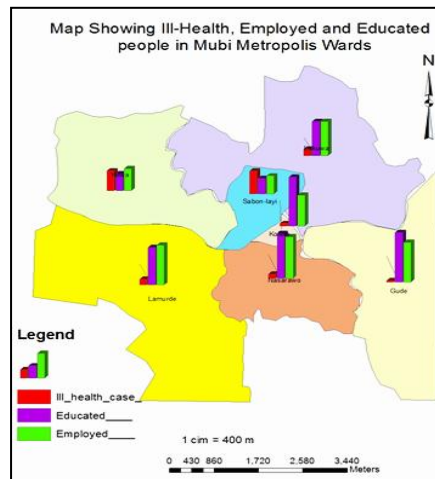 Map Showing Ill-Health, Employed and Educated
people in Mubi Metropolis Wards
N
Sabon-layi
Lamurde
Gude
Legend
Ill_health_case_
Educated____
Employed____
1 cim = 400 m
0 430 860 1,720 2,580 3,440
Meters